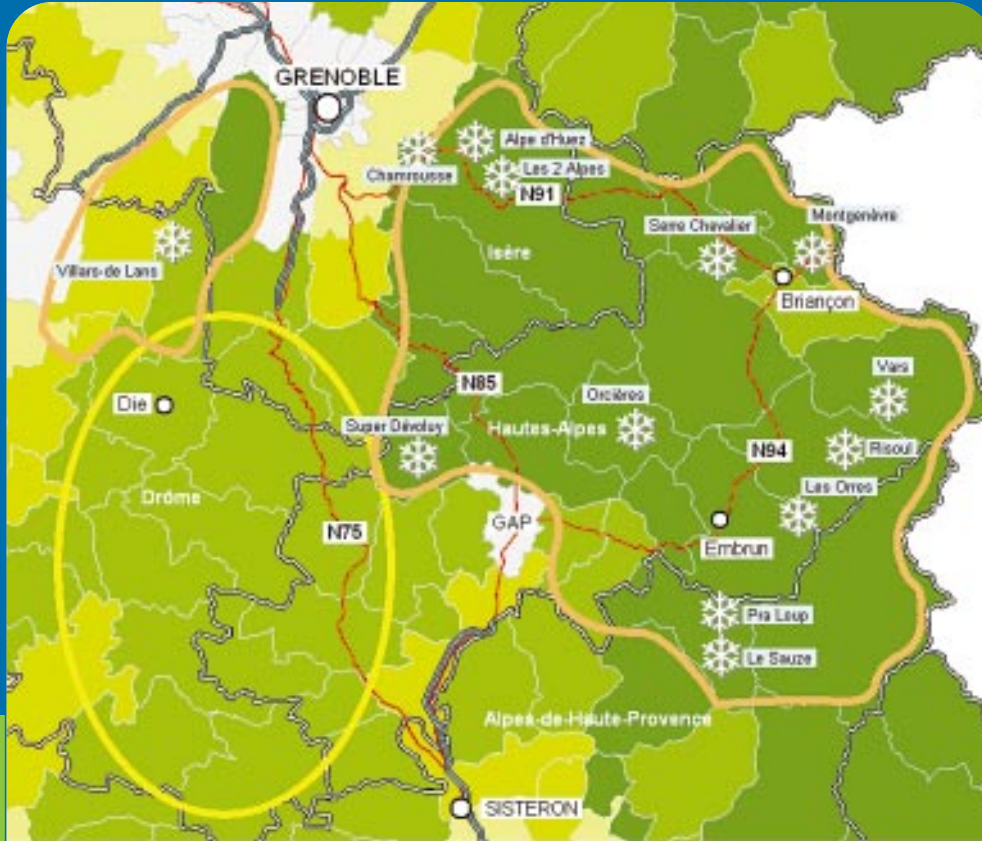 GRENOBLE
Alpe d'Huez
Chamrousse
Les 2 Alpes
N91
Serre Chevalier
Montgenèvre
Villars-de Lans
Isère
Briançon
Vars
N85
Die
Orcières
Super Dévoluy
Hautes-Alpes
N94
Risoul
Drôme
Les Orres
N75
GAP
Embrun
Pra Loup
Le Sauze
Alpes-de-Haute-Provence
SISTERON